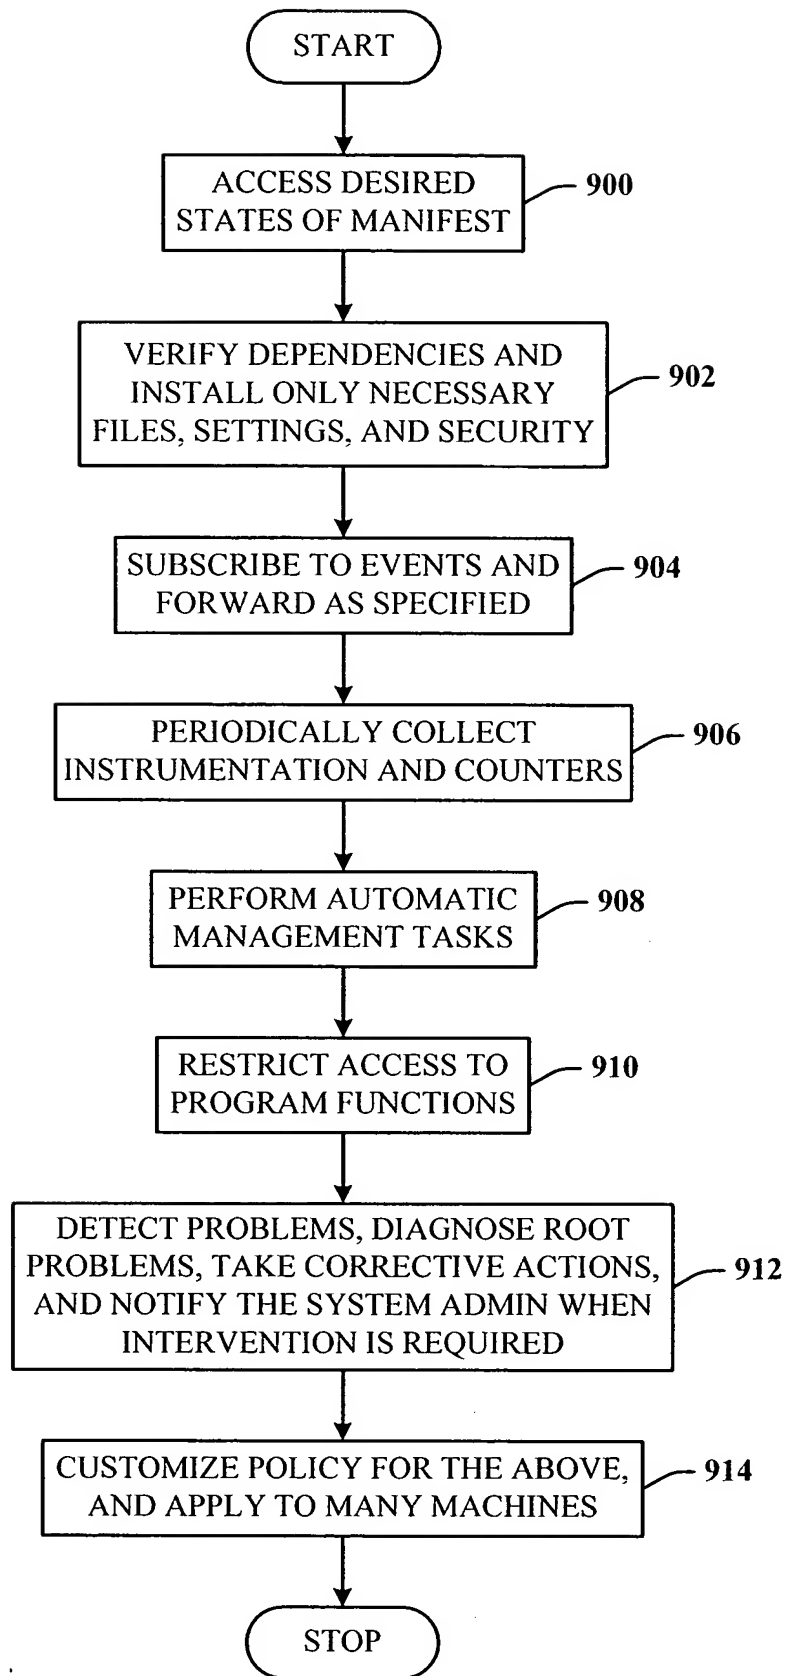 START
ACCESS DESIRED
STATES OF MANIFEST
900
VERIFY DEPENDENCIES AND
INSTALL ONLY NECESSARY
FILES, SETTINGS, AND SECURITY
902
SUBSCRIBE TO EVENTS AND
FORWARD AS SPECIFIED
904
PERIODICALLY COLLECT
INSTRUMENTATION AND COUNTERS
906
PERFORM AUTOMATIC
MANAGEMENT TASKS
908
RESTRICT ACCESS TO
PROGRAM FUNCTIONS
910
DETECT PROBLEMS, DIAGNOSE ROOT
PROBLEMS, TAKE CORRECTIVE ACTIONS,
AND NOTIFY THE SYSTEM ADMIN WHEN
INTERVENTION IS REQUIRED
912
CUSTOMIZE POLICY FOR THE ABOVE,
AND APPLY TO MANY MACHINES
914
STOP